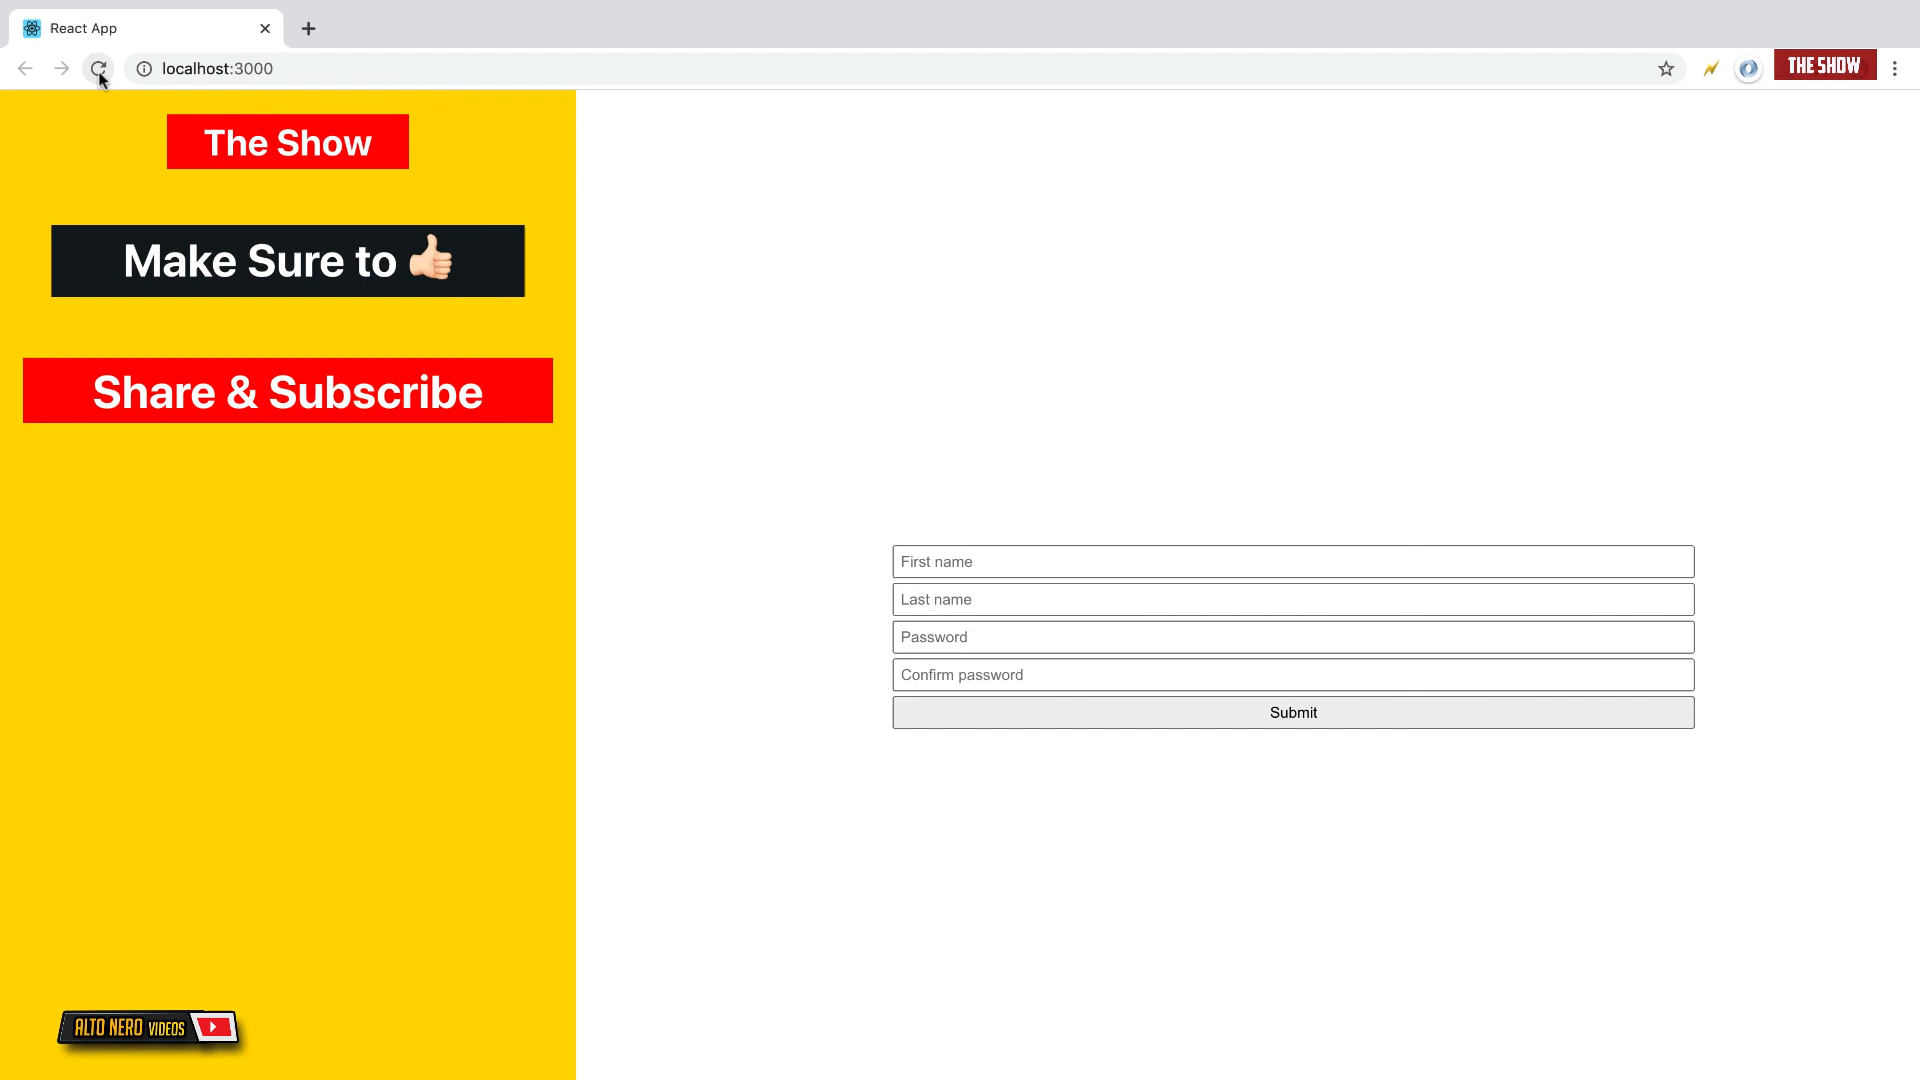 React App
localhost:3000
THE SHOW
The Show
Make Sure to 👍🏻
Share & Subscribe
First name
Last name
Password
Confirm password
Submit
ALTO NERO VIDEOS